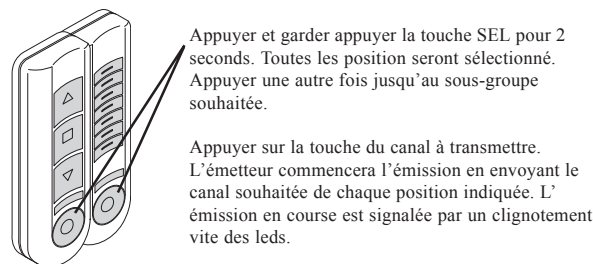 Appuyer et garder appuyer la touche SEL pour 2
seconds. Toutes les position seront sélectionné.
Appuyer une autre fois jusqu'au sous-groupe
souhaitée.
Appuyer sur la touche du canal à transmettre.
L'émetteur commencera l'émission en envoyant le
canal souhaitée de chaque position indiquée. L'
émission en course est signalée par un clignotement
vite des leds.